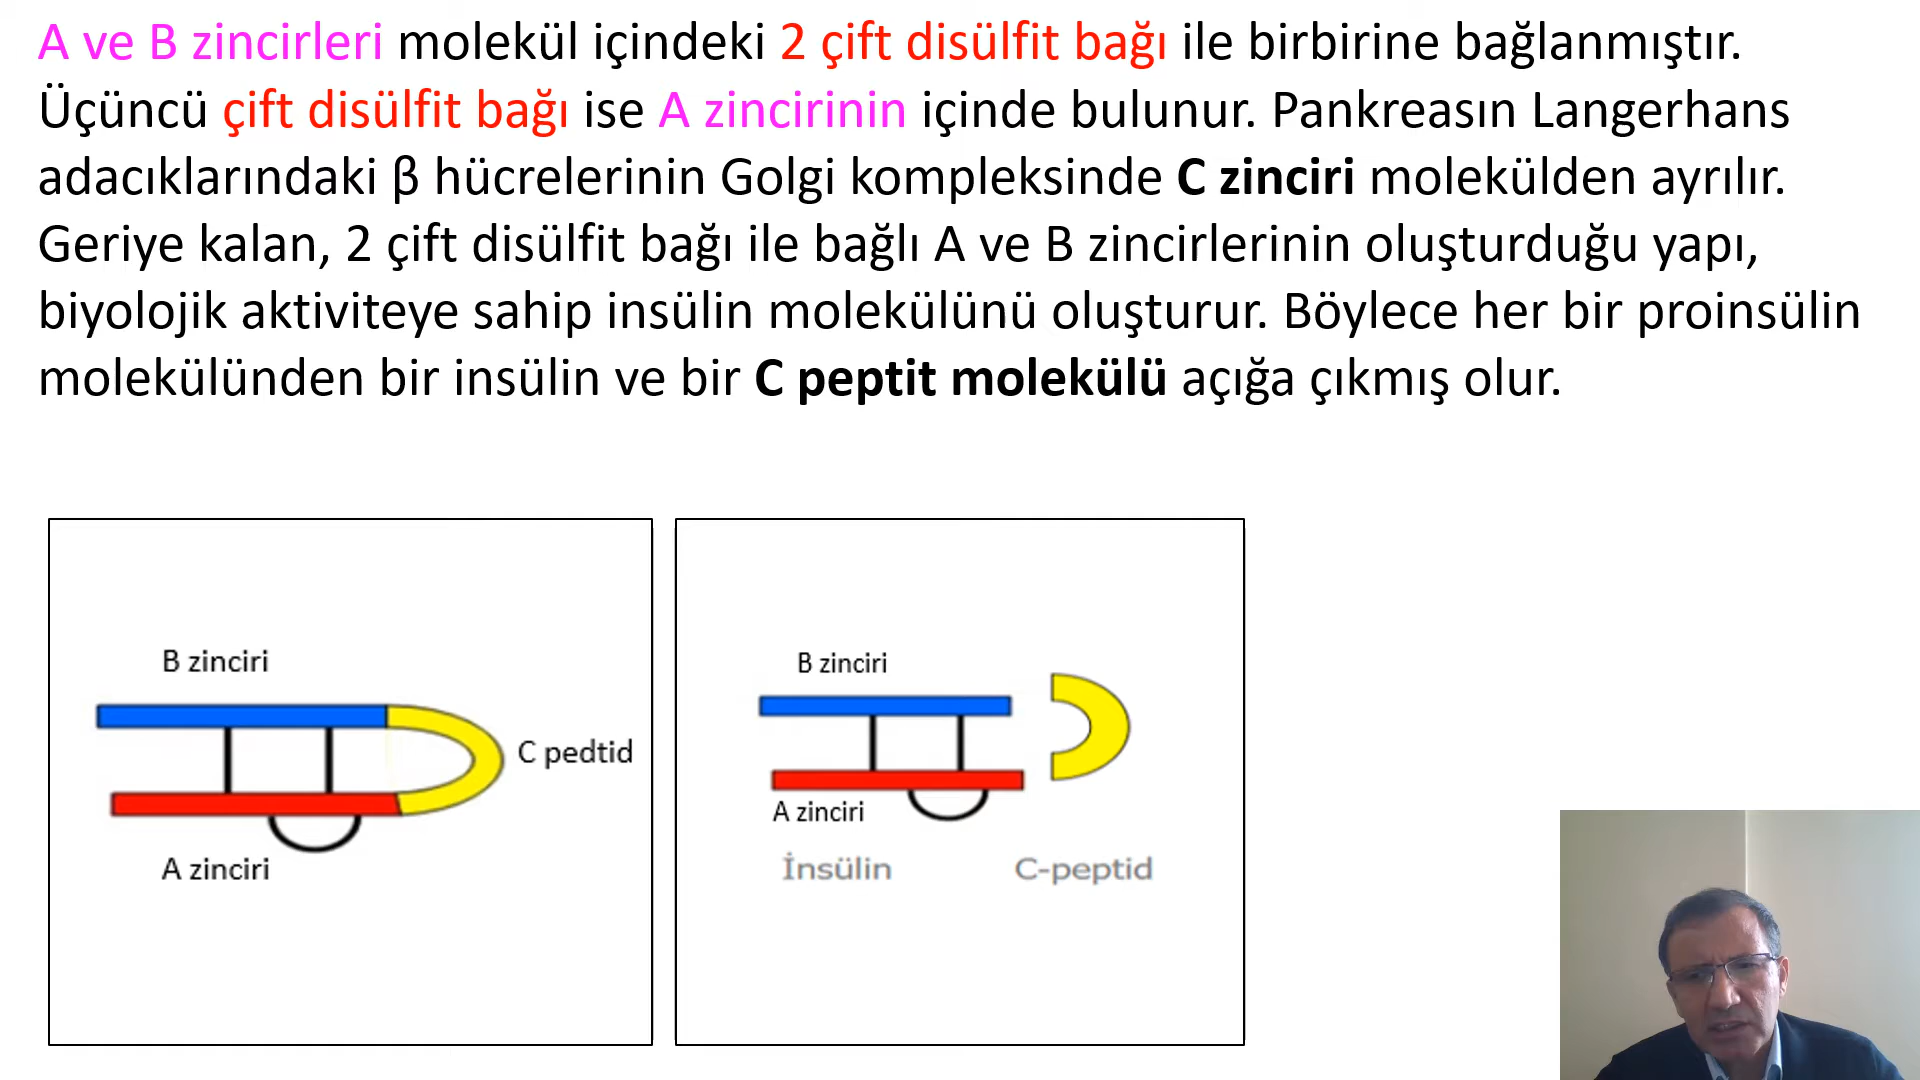 A ve B zincirleri molekül içindeki 2 çift disülfit bağı ile birbirine bağlanmıştır.
Üçüncü çift disülfit bağı ise A zincirinin içinde bulunur. Pankreasın Langerhans
adacıklarındaki β hücrelerinin Golgi kompleksinde C zinciri molekülden ayrılır.
Geriye kalan, 2 çift disülfit bağı ile bağlı A ve B zincirlerinin oluşturduğu yapı,
biyolojik aktiviteye sahip insülin molekülünü oluşturur. Böylece her bir proinsülin
molekülünden bir insülin ve bir C peptit molekülü açığa çıkmış olur.
B zinciri
C pedtid
A zinciri
B zinciri
A zinciri
İnsülin
C-peptid